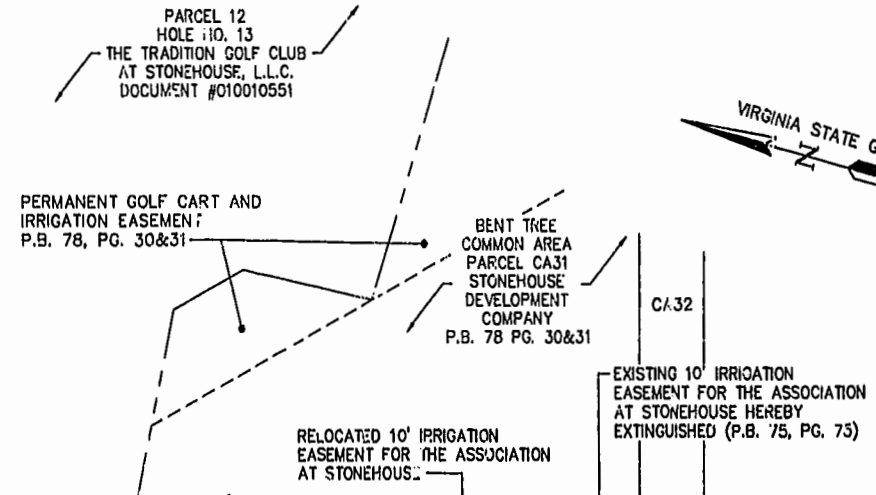 PARCEL 12
HOLE NO. 13
THE TRADITION GOLF CLUB
AT STONEHOUSE, L.L.C.
DOCUMENT #010010551
VIRGINIA STATE G
N
PERMANENT GOLF CART AND
IRRIGATION EASEMENT
P.B. 78, PG. 30&31
BENT TREE
COMMON AREA
PARCEL CA31
STONEHOUSE
DEVELOPMENT
COMPANY
P.B. 78 PG. 30&31
CA32
EXISTING 10' IRRIGATION
EASEMENT FOR THE ASSOCIATION
AT STONEHOUSE HEREBY
EXTINGUISHED (P.B. 75, PG. 73)
RELOCATED 10' IRRIGATION
EASEMENT FOR THE ASSOCIATION
AT STONEHOUSE